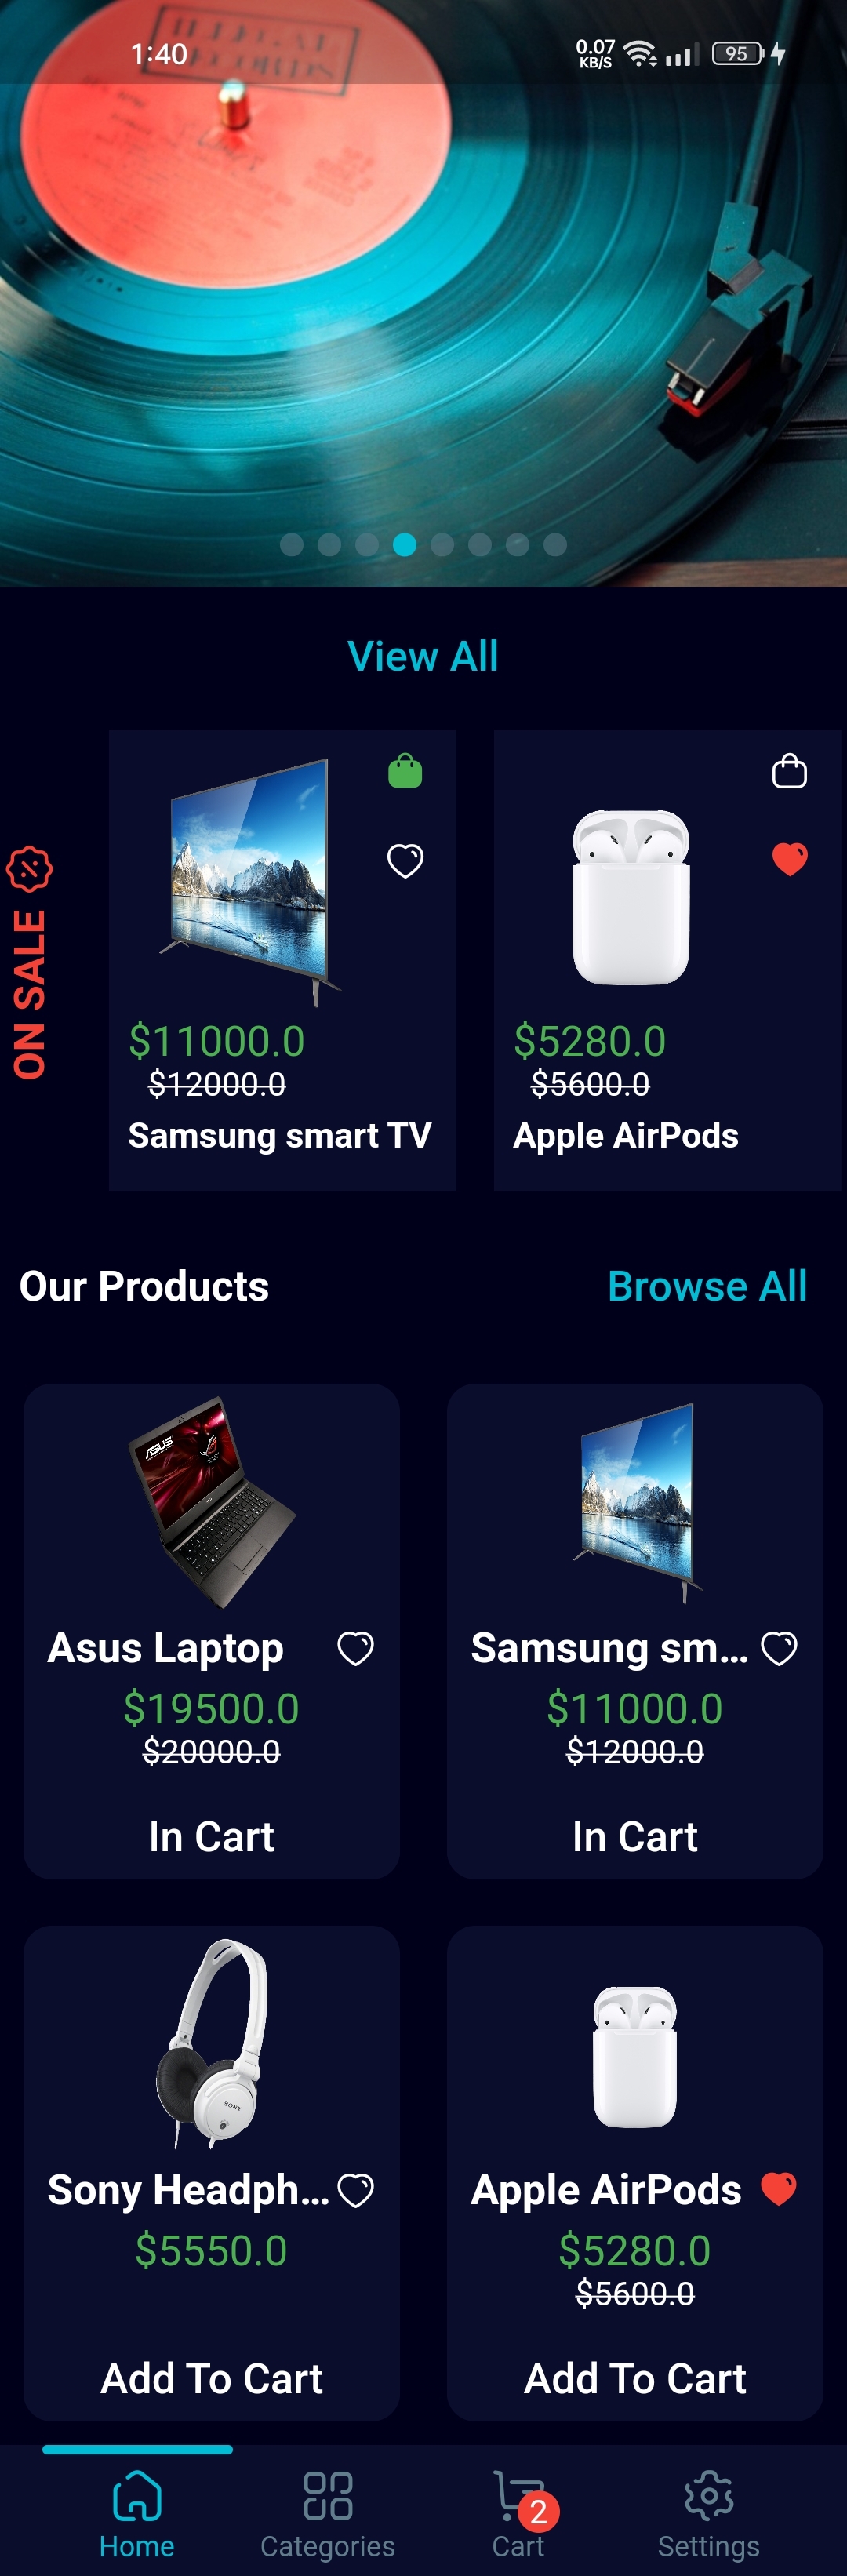 1:40
0.07
KB/S
95
View All
ON SALE
$11000.0
$12000.0
Samsung smart TV
$5280.0
$5600.0
Apple AirPods
Our Products
Browse All
ASUS
Asus Laptop
$19500.0
$20000.0
In Cart
Samsung sm...
$11000.0
$12000.0
In Cart
SONY
Sony Headph...
$5550.0
Add To Cart
Apple AirPods
$5280.0
$5600.0
Add To Cart
Home
Categories
2
Cart
Settings